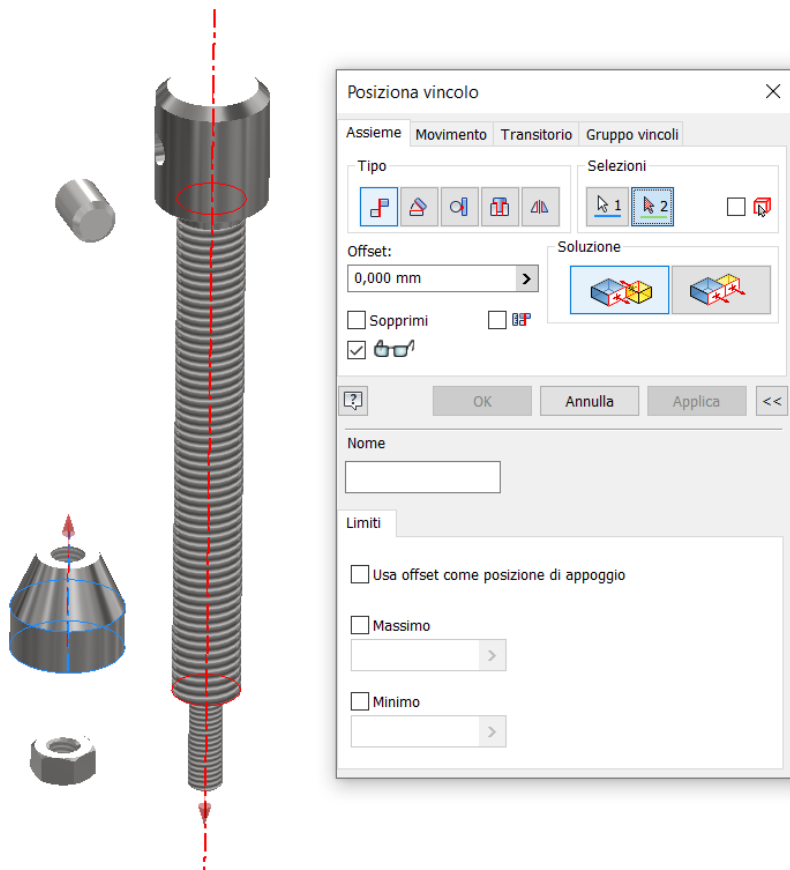 Posiziona vincolo
Assieme Movimento Transitorio Gruppo vincoli
Tipo
Selezioni
1 2
Offset:
Soluzione
0,000 mm
Sopprimi
OK Annulla Applica <<
Nome
Limiti
Usa offset come posizione di appoggio
Massimo
Minimo